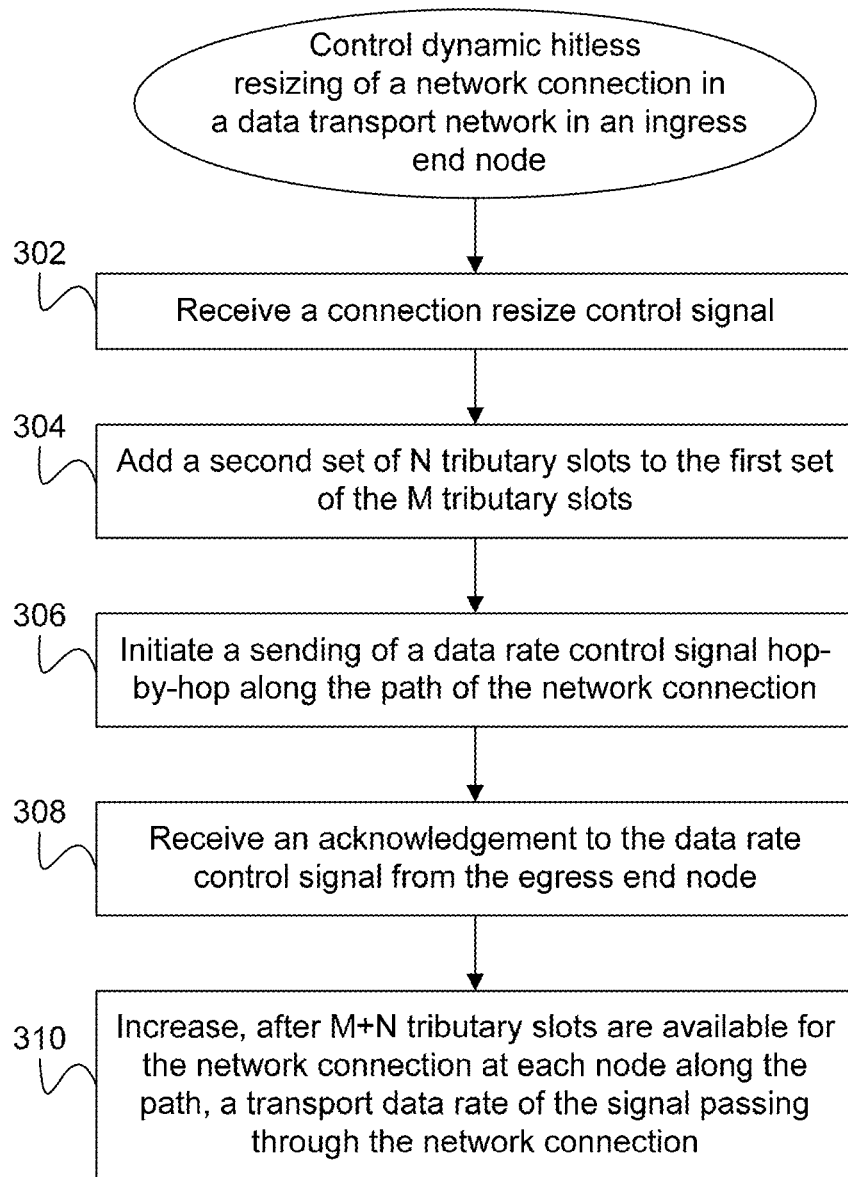 Control dynamic hitless
resizing of a network connection in
a data transport network in an ingress
end node
302
Receive a connection resize control signal
304
Add a second set of N tributary slots to the first set
of the M tributary slots
306
Initiate a sending of a data rate control signal hop-
by-hop along the path of the network connection
308
Receive an acknowledgement to the data rate
control signal from the egress end node
310
Increase, after M+N tributary slots are available for
the network connection at each node along the
path, a transport data rate of the signal passing
through the network connection